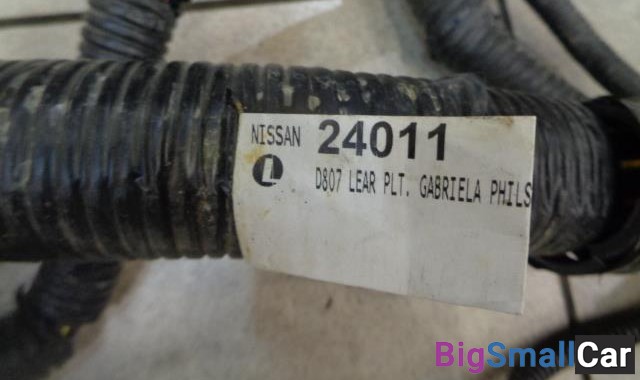 NISSAN 24011
L D807 LEAR PLT. GABRIELA PHILS
BigSmallCar